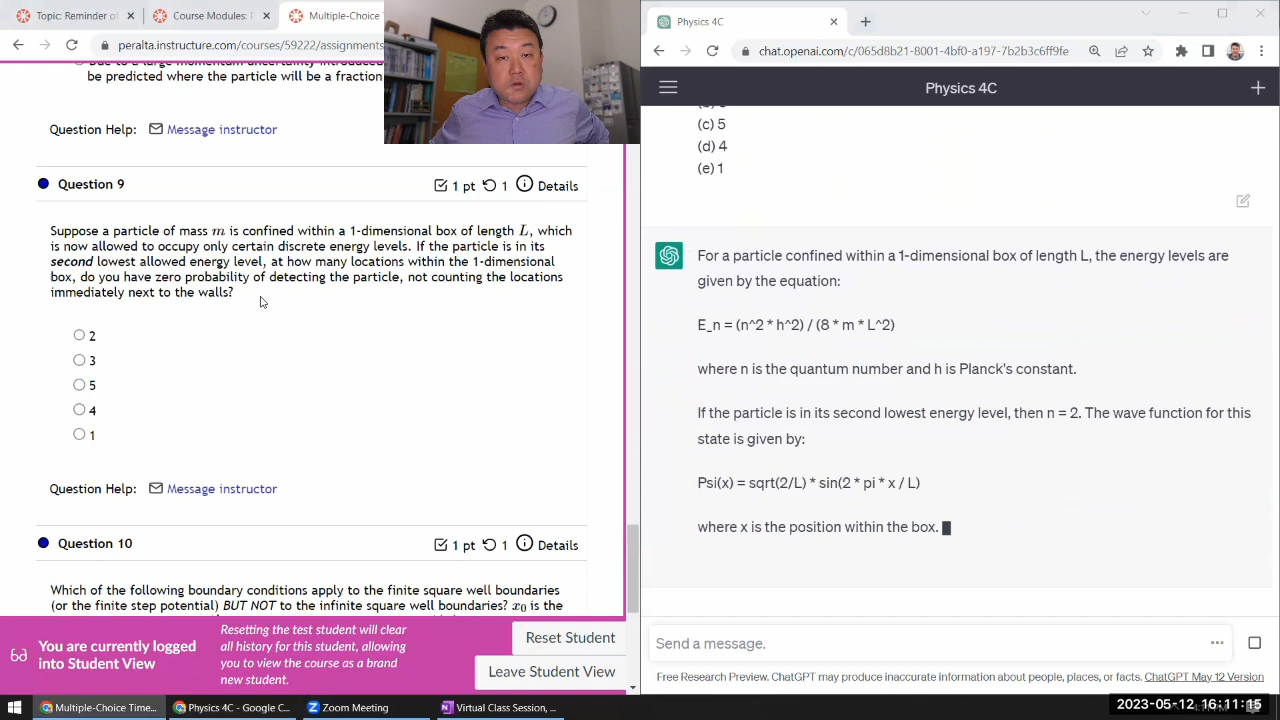 Topic: Reminder of
Course Modules: P
Multiple-Choice
peralta.instructure.com/courses/59222/assignments
be predicted where the particle will be a fraction
Question Help: Message instructor
Question 9
1 pt 1 Details
Suppose a particle of mass m is confined within a 1-dimensional box of length L, which
is now allowed to occupy only certain discrete energy levels. If the particle is in its
second lowest allowed energy level, at how many locations within the 1-dimensional
box, do you have zero probability of detecting the particle, not counting the locations
immediately next to the walls?
2
3
5
4
1
Question Help: Message instructor
Question 10
1 pt 1 Details
Which of the following boundary conditions apply to the finite square well boundaries
(or the finite step potential) BUT NOT to the infinite square well boundaries? x0 is the
You are currently logged
into Student View
Resetting the test student will clear
all history for this student, allowing
you to view the course as a brand
new student.
Reset Student
Leave Student View
Physics 4C
chat.openai.com/c/065d8b21-8001-4bf0-a197-7b2b3c6ff9fe
Physics 4C
(c) 5
(d) 4
(e) 1
For a particle confined within a 1-dimensional box of length L, the energy levels are
given by the equation:
E_n = (n^2 * h^2) / (8 * m * L^2)
where n is the quantum number and h is Planck's constant.
If the particle is in its second lowest energy level, then n = 2. The wave function for this
state is given by:
Psi(x) = sqrt(2/L) * sin(2 * pi * x / L)
where x is the position within the box.
Send a message.
Free Research Preview. ChatGPT may produce inaccurate information about people, places, or facts. ChatGPT May 12 Version
Multiple-Choice Time...
Physics 4C - Google C...
Zoom Meeting
Virtual Class Session, ...
2023-05-12 16:11:15